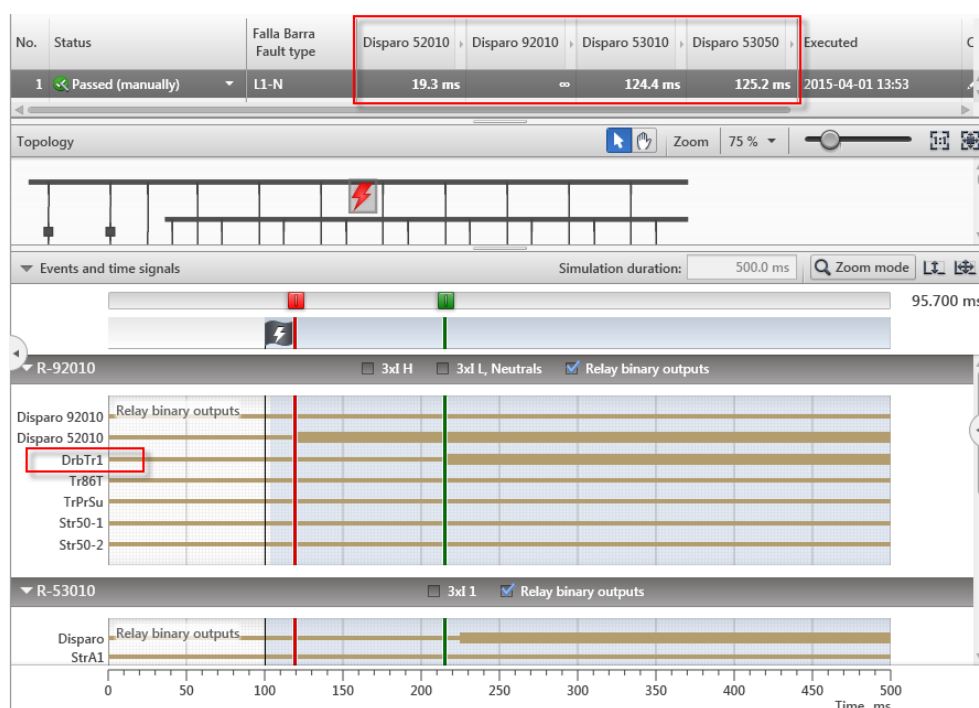 No. Status Falla Barra Fault type Disparo 52010 Disparo 92010 Disparo 53010 Disparo 53050 Executed C
1 Passed (manually) L1-N 19.3 ms ∞ 124.4 ms 125.2 ms 2015-04-01 13:53
Topology Zoom 75 % 1:1
Events and time signals Simulation duration: 500.0 ms Zoom mode
95.700 ms
R-92010 3xI H 3xI L, Neutrals Relay binary outputs
Relay binary outputs
Disparo 92010
Disparo 52010
DrbTr1
Tr86T
TrPrSu
Str50-1
Str50-2
R-53010 3xI 1 Relay binary outputs
Relay binary outputs
Disparo
StrA1
0 50 100 150 200 250 300 350 400 450 500
Time, ms